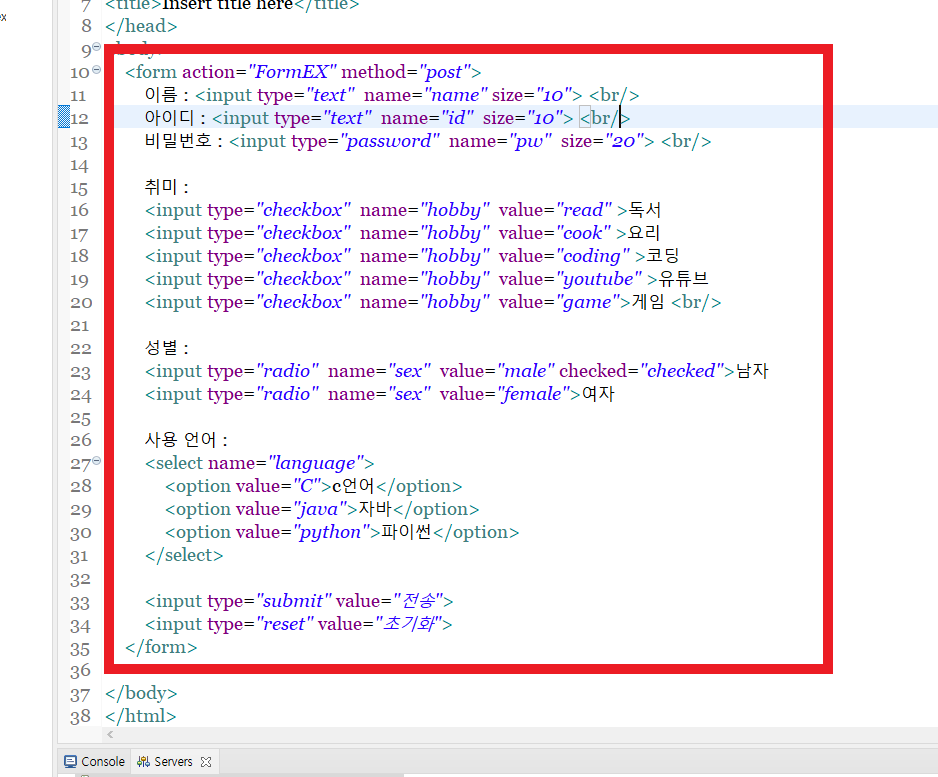 ex
7 <title>Insert title here</title>
8 </head>
9 <body>
10 <form action="FormEX" method="post">
11 이름 : <input type="text" name="name" size="10"> <br/>
12 아이디 : <input type="text" name="id" size="10"> <br/>
13 비밀번호 : <input type="password" name="pw" size="20"> <br/>
14
15 취미 :
16 <input type="checkbox" name="hobby" value="read" >독서
17 <input type="checkbox" name="hobby" value="cook" >요리
18 <input type="checkbox" name="hobby" value="coding" >코딩
19 <input type="checkbox" name="hobby" value="youtube" >유튜브
20 <input type="checkbox" name="hobby" value="game">게임 <br/>
21
22 성별 :
23 <input type="radio" name="sex" value="male" checked="checked">남자
24 <input type="radio" name="sex" value="female">여자
25
26 사용 언어 :
27 <select name="language">
28 <option value="C">c언어</option>
29 <option value="java">자바</option>
30 <option value="python">파이썬</option>
31 </select>
32
33 <input type="submit" value="전송">
34 <input type="reset" value="초기화">
35 </form>
36
37 </body>
38 </html>
Console Servers